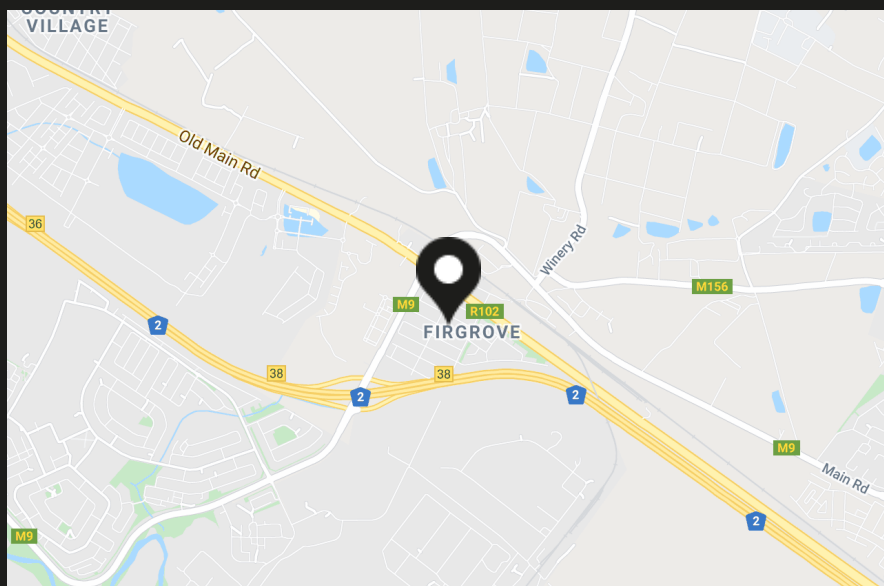 COUNTRY
VILLAGE
Old Main Rd
36
Winery Rd
M156
M9
R102
2
FIRGROVE
38
38
2
2
M9
Main Rd
2
M9